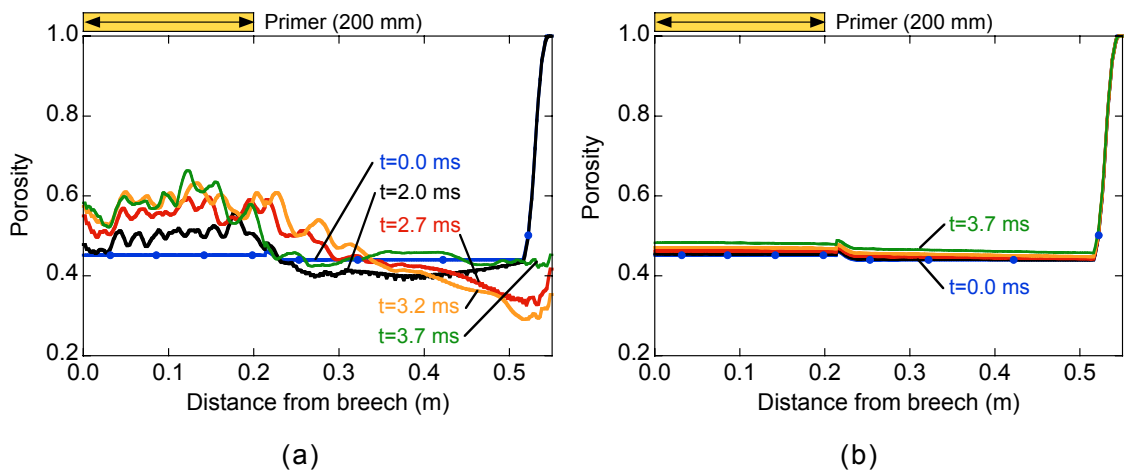 Primer (200 mm)
1.0
0.8
0.6
0.4
0.2
Porosity
t=0.0 ms
t=2.0 ms
t=2.7 ms
t=3.2 ms
t=3.7 ms
0.0 0.1 0.2 0.3 0.4 0.5
Distance from breech (m)
(a)
Primer (200 mm)
1.0
0.8
0.6
0.4
0.2
Porosity
t=3.7 ms
t=0.0 ms
0.0 0.1 0.2 0.3 0.4 0.5
Distance from breech (m)
(b)